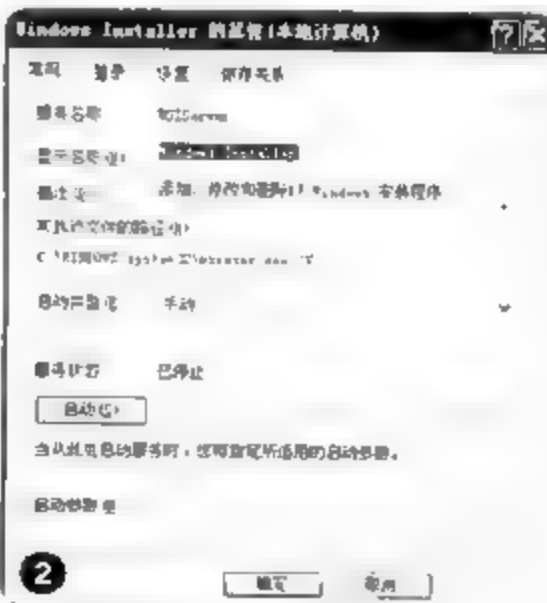 Windows Installer 的属性(本地计算机)
常规 登录 恢复 依存关系
服务名称 MSIServer
显示名称(N): Windows Installer
描述(D): 添加、修改和删除以 Windows 安装程序
可执行文件的路径(H):
启动类型(E): 手动
服务状态 已停止
启动(S)
当从此处启动服务时，您可指定所适用的启动参数。
启动参数(M)
2
确定 取消